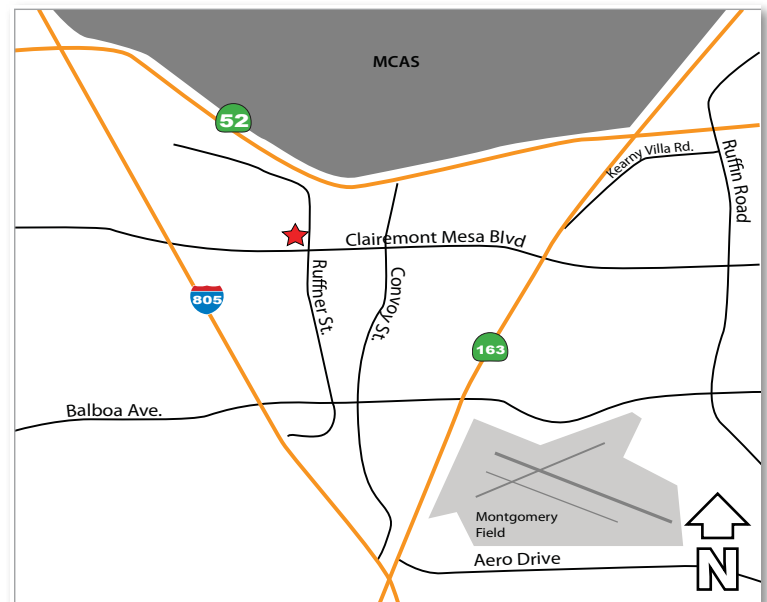 MCAS
52
Kearny Villa Rd.
Ruffin Road
Clairemont Mesa Blvd
805
Ruffner St.
Convoy St.
163
Balboa Ave.
Montgomery
Field
Aero Drive
N